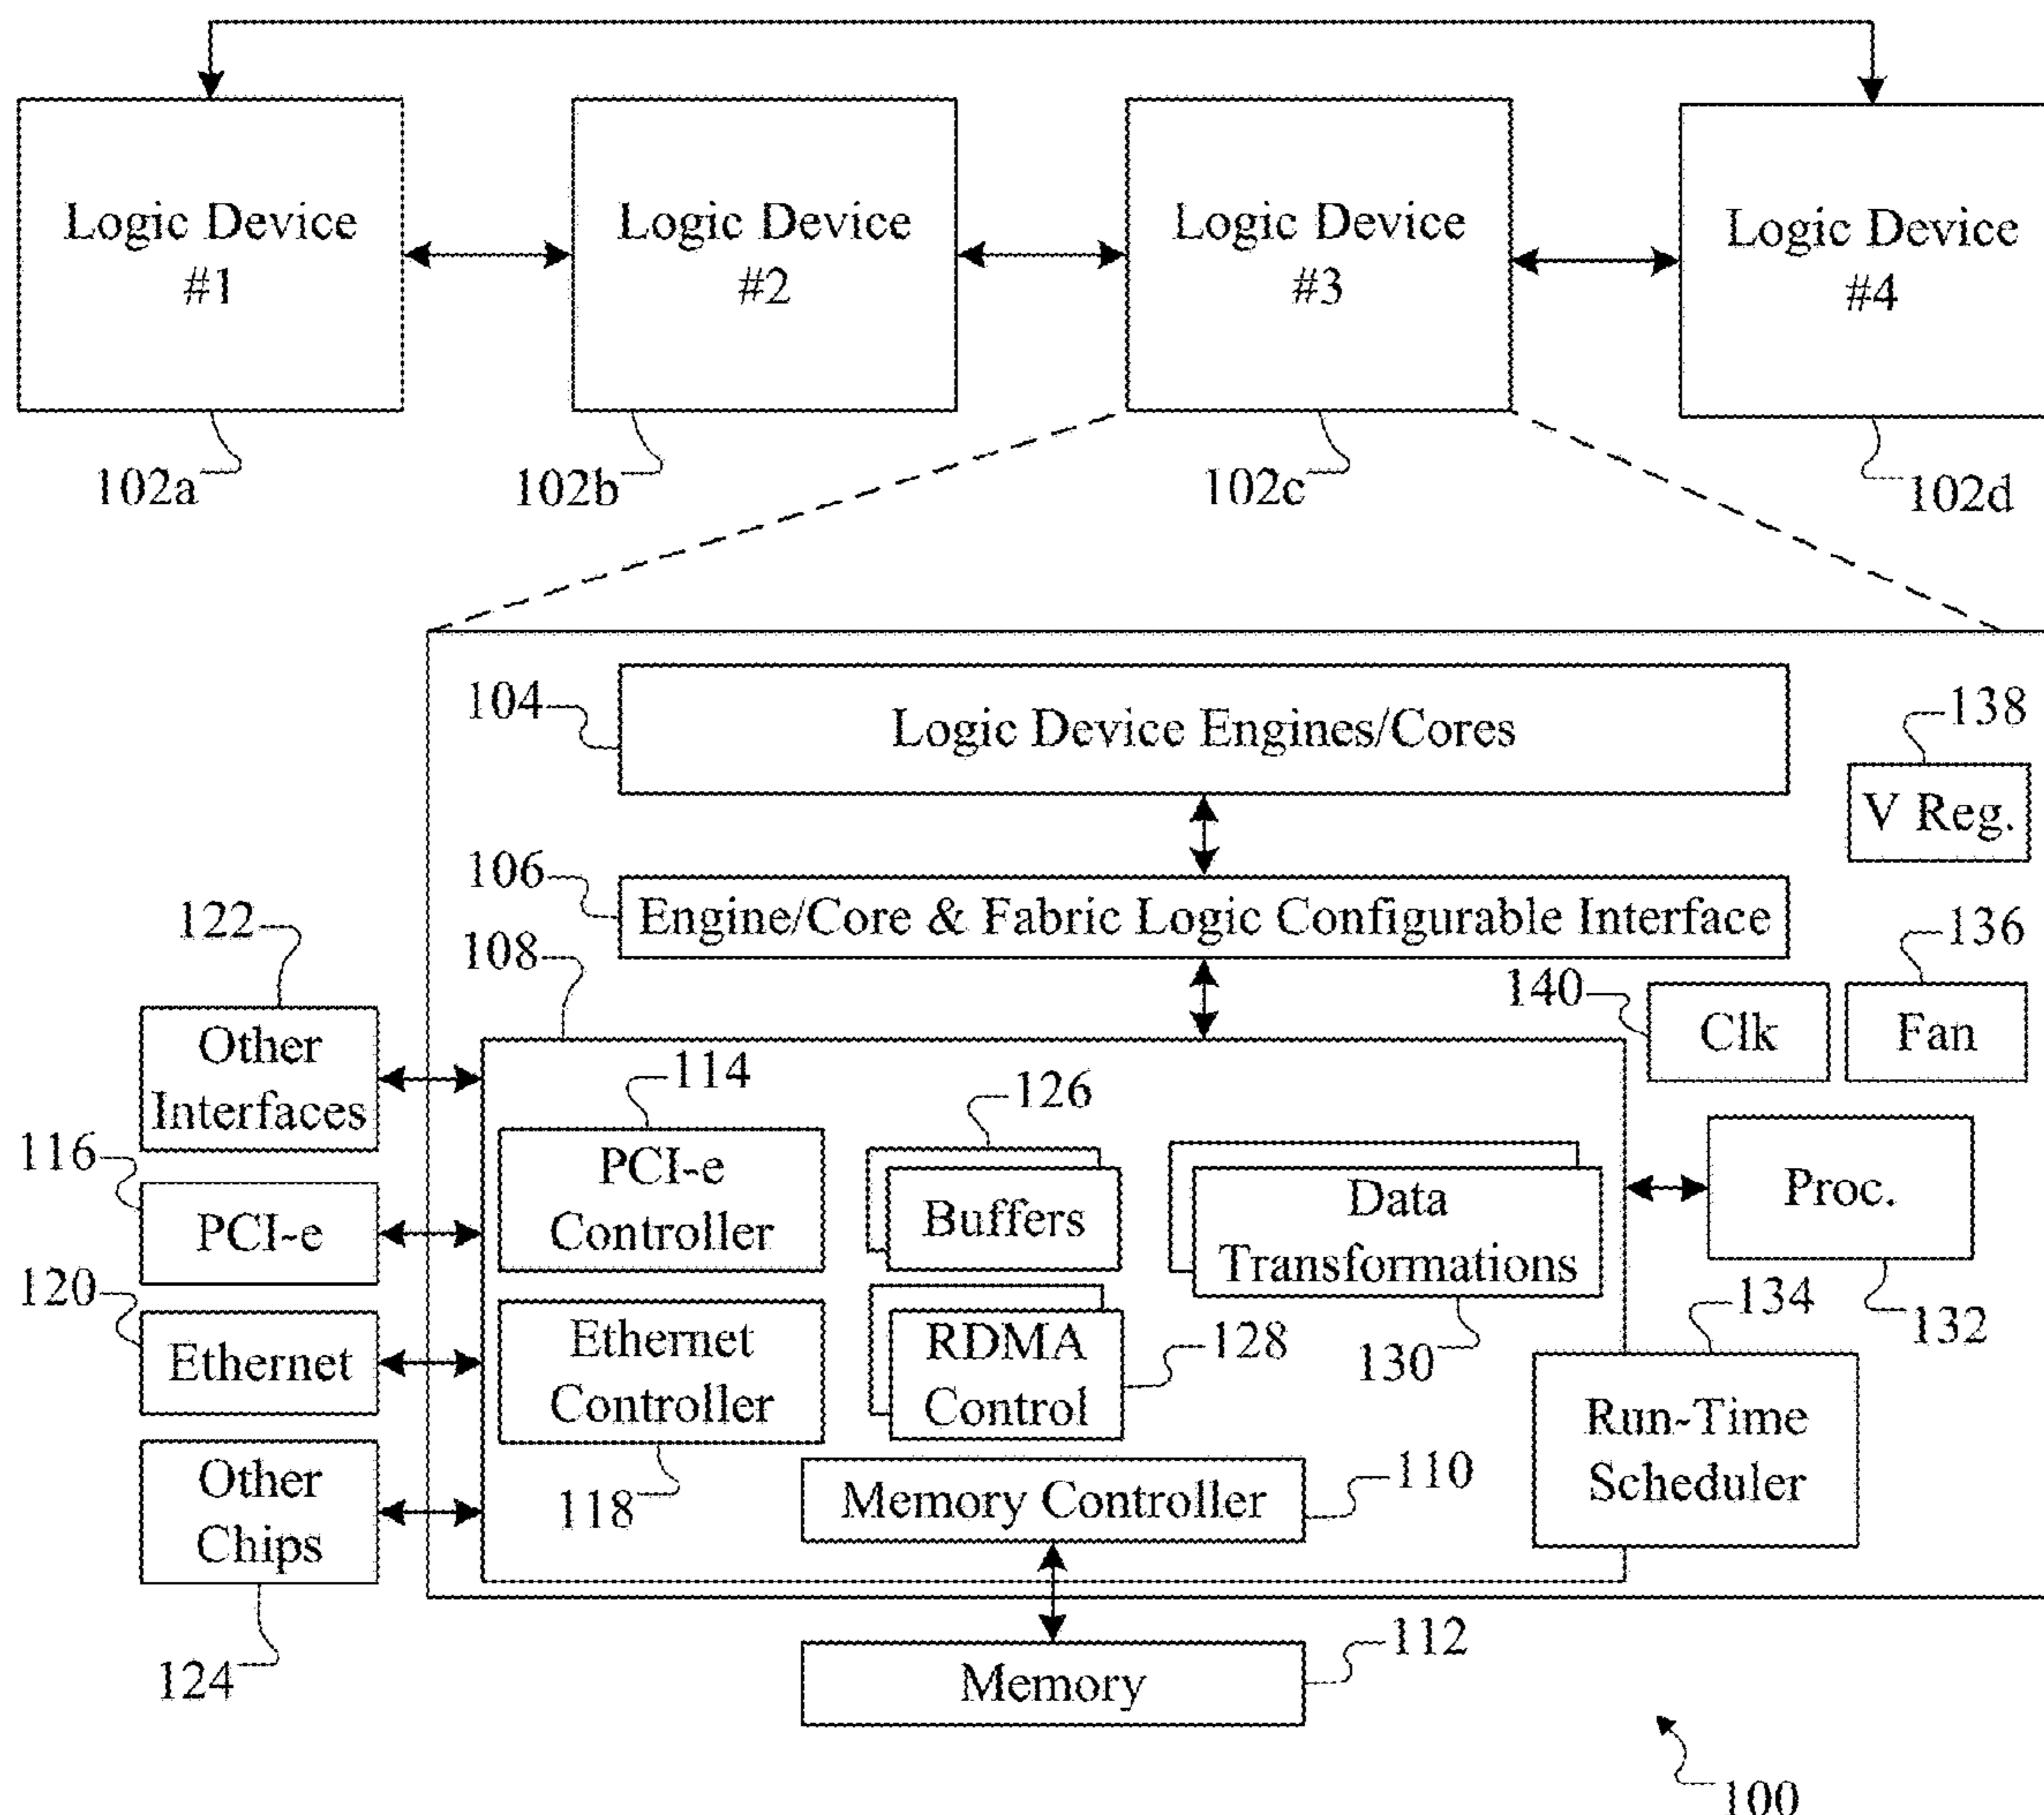 Logic Device
#1
Logic Device
#2
Logic Device
#3
Logic Device
#4
102a
102b
102c
102d
104
Logic Device Engines/Cores
138
V Reg.
106
Engine/Core & Fabric Logic Configurable Interface
122
108
136
140
Clk
Fan
Other
Interfaces
114
126
116
PCI-e
Controller
Buffers
Data
Transformations
Proc.
PCI-e
120
134
132
Ethernet
Ethernet
Controller
RDMA
Control
128
130
Run-Time
Scheduler
Other
Chips
118
Memory Controller
110
124
Memory
112
100